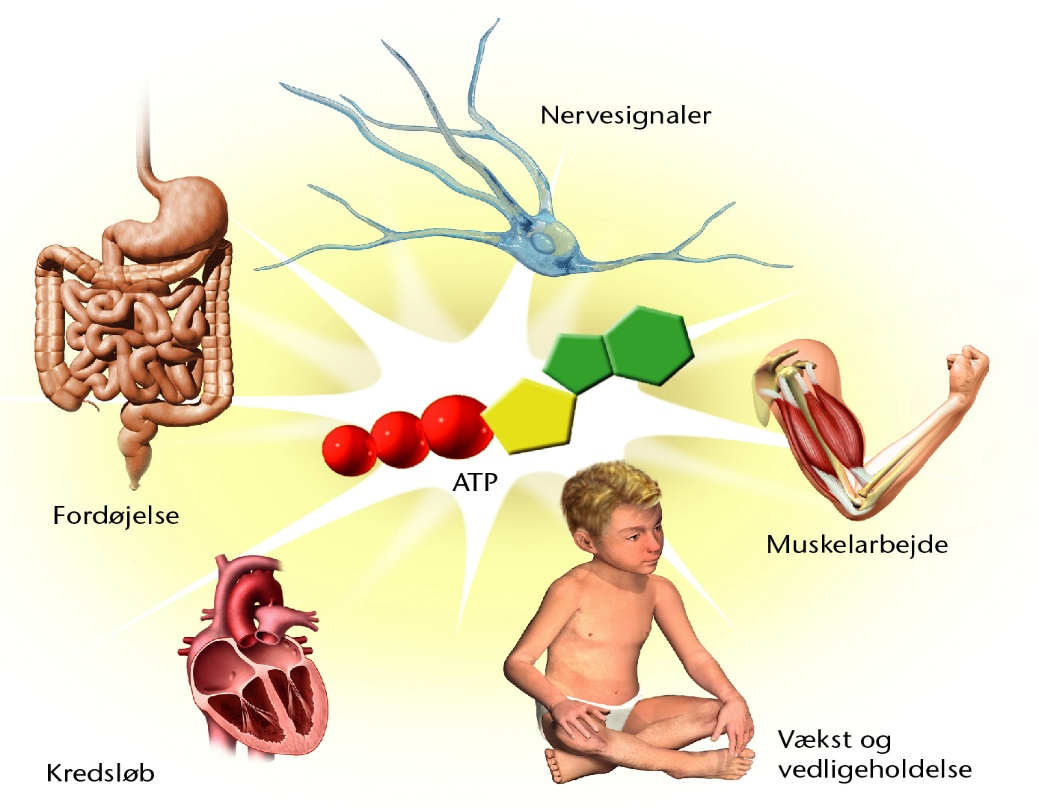 Nervesignaler
ATP
Fordøjelse
Muskelarbejde
Kredsløb
Vækst og
vedligeholdelse